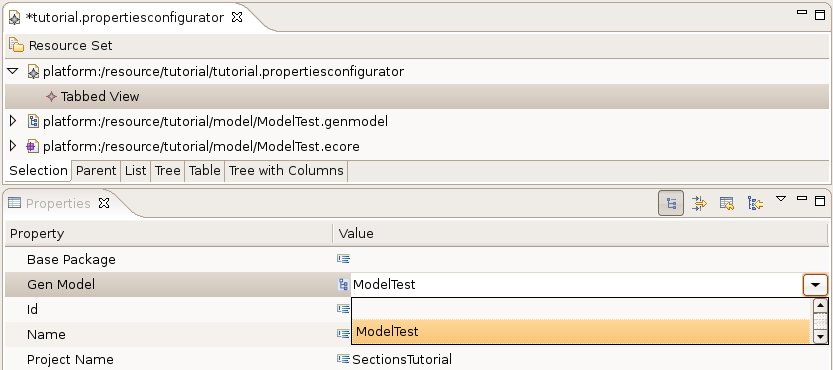 *tutorial.propertiesconfigurator
Resource Set
platform:/resource/tutorial/tutorial.propertiesconfigurator
Tabbed View
platform:/resource/tutorial/model/ModelTest.genmodel
platform:/resource/tutorial/model/ModelTest.ecore
Selection Parent List Tree Table Tree with Columns
Properties
Property Value
Base Package
Gen Model ModelTest
Id
Name ModelTest
Project Name SectionsTutorial